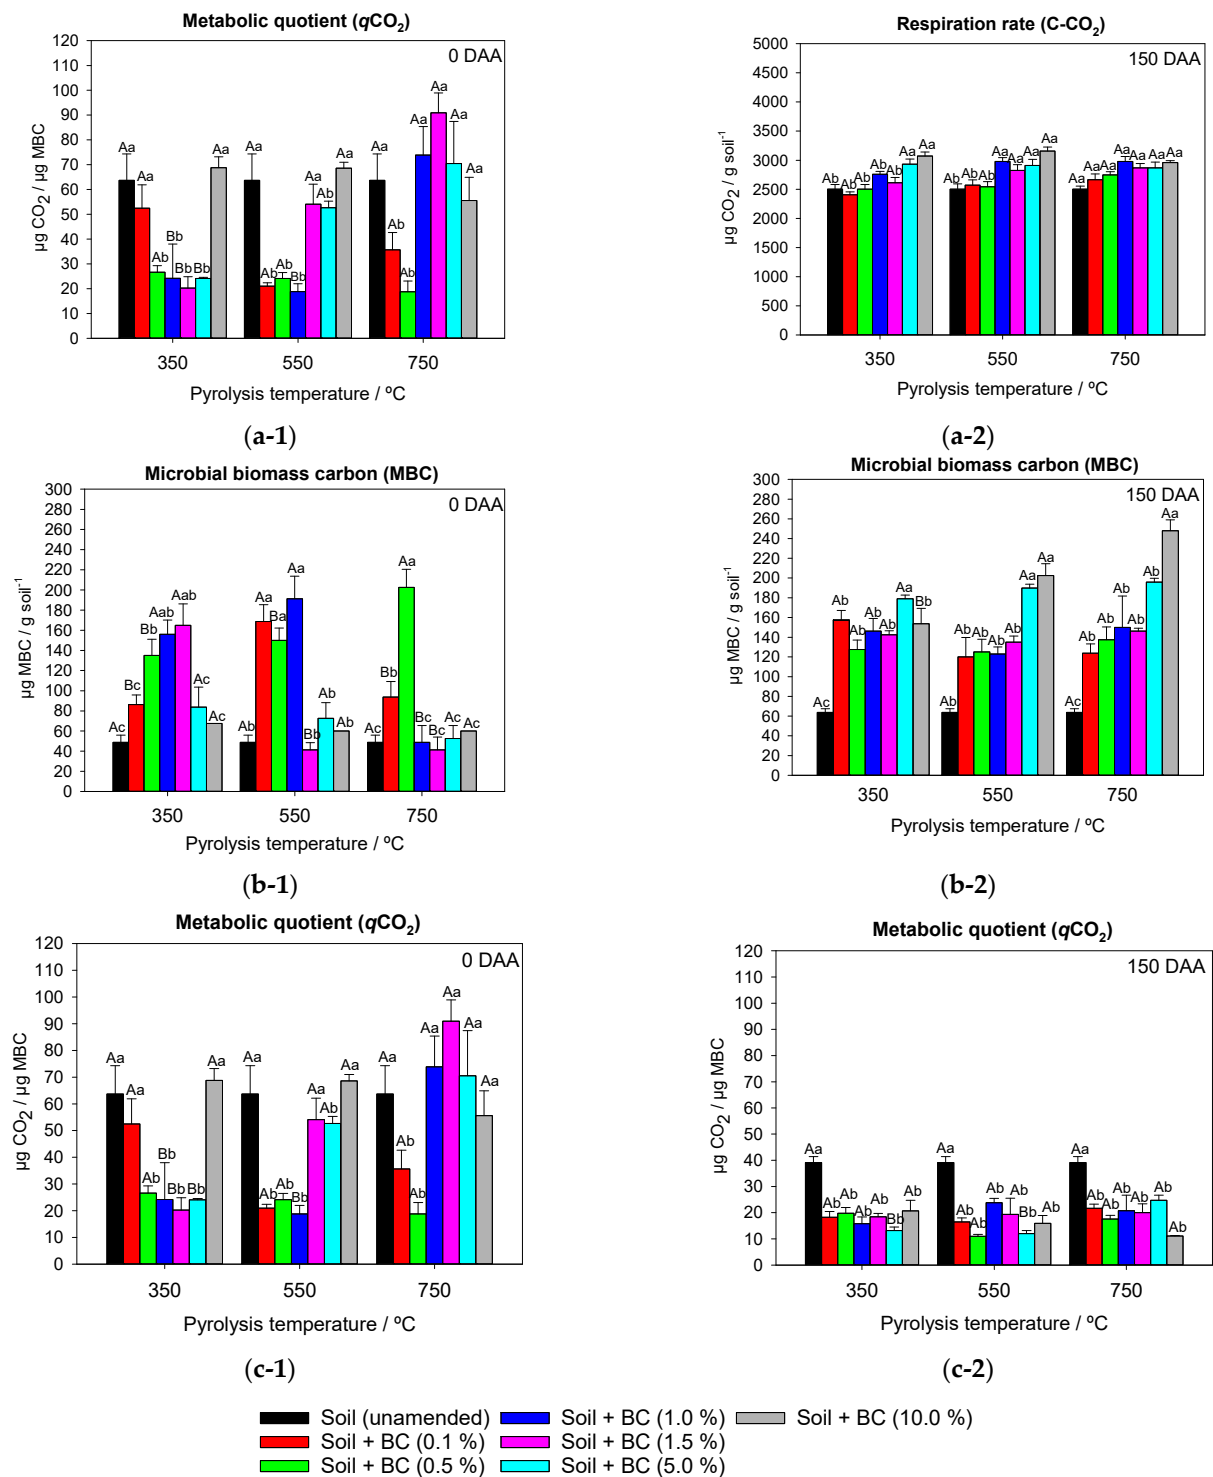 Metabolic quotient (qCO2)
0 DAA
µg CO2 / µg MBC
120
110
100
90
80
70
60
50
40
30
20
10
0
Aa Aa Ab Bb Bb Bb Aa
Aa Ab Ab Bb Aa Ab Aa
Aa Ab Ab Aa Aa Aa Aa
350 550 750
Pyrolysis temperature / ºC
(a-1)
Respiration rate (C-CO2)
150 DAA
µg CO2 / g soil-1
5000
4500
4000
3500
3000
2500
2000
1500
1000
500
0
Ab Ab Ab Ab Ab Aa Aa
Ab Ab Ab Aa Aa Aa Aa
Aa Aa Aa Aa Aa Aa Aa
350 550 750
Pyrolysis temperature / ºC
(a-2)
Microbial biomass carbon (MBC)
0 DAA
µg MBC / g soil-1
300
280
260
240
220
200
180
160
140
120
100
80
60
40
20
0
Ac Bc Bb Aab Aab Ac Ac
Ab Aa Ba Aa Bb Ab Ab
Ac Bb Aa Bc Bc Ac Ac
350 550 750
Pyrolysis temperature / ºC
(b-1)
Microbial biomass carbon (MBC)
150 DAA
µg MBC / g soil-1
300
280
260
240
220
200
180
160
140
120
100
80
60
40
20
0
Ac Ab Ab Ab Ab Aa Bb
Ab Ab Ab Ab Ab Aa Aa
Ac Ab Ab Ab Ab Ab Aa
350 550 750
Pyrolysis temperature / ºC
(b-2)
Metabolic quotient (qCO2)
0 DAA
µg CO2 / µg MBC
120
110
100
90
80
70
60
50
40
30
20
10
0
Aa Aa Ab Bb Bb Bb Aa
Aa Ab Ab Bb Aa Ab Aa
Aa Ab Ab Aa Aa Aa Aa
350 550 750
Pyrolysis temperature / ºC
(c-1)
Metabolic quotient (qCO2)
150 DAA
µg CO2 / µg MBC
120
110
100
90
80
70
60
50
40
30
20
10
0
Aa Ab Ab Ab Ab Bb Ab
Aa Ab Ab Ab Ab Bb Ab
Aa Ab Ab Ab Ab Ab Ab
350 550 750
Pyrolysis temperature / ºC
(c-2)
Soil (unamended) Soil + BC (1.0 %) Soil + BC (10.0 %)
Soil + BC (0.1 %) Soil + BC (1.5 %)
Soil + BC (0.5 %) Soil + BC (5.0 %)